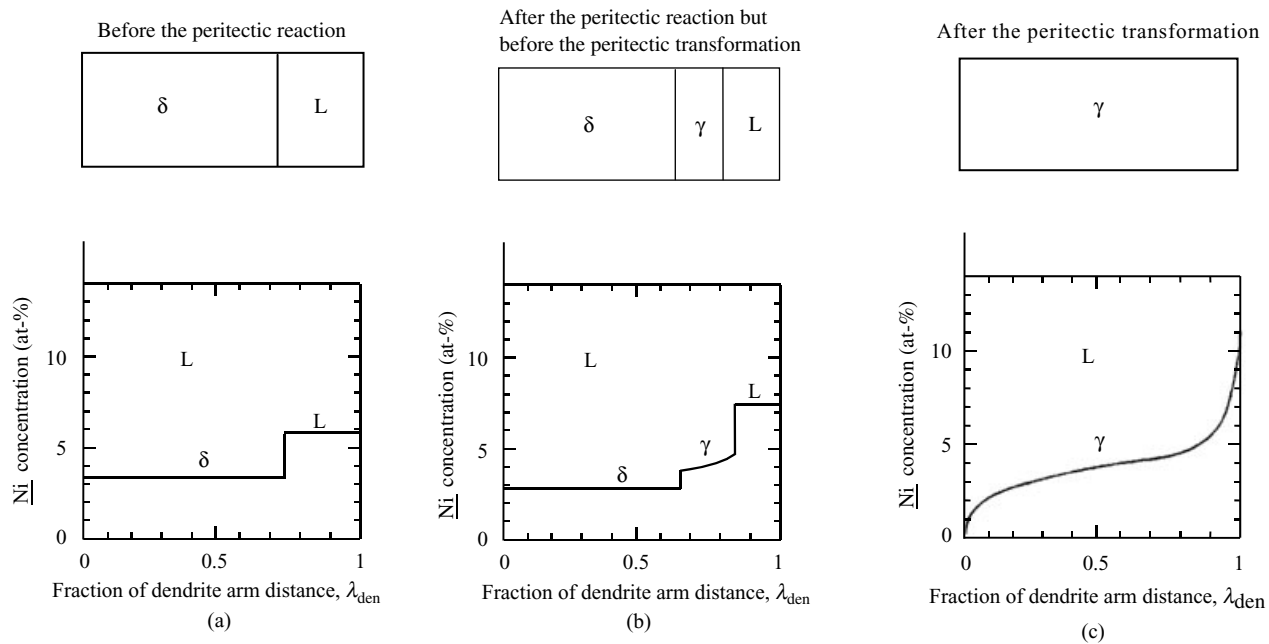 Before the peritectic reaction
δ
L
Ni concentration (at-%)
10
5
0
L
δ
L
0
0.5
1
Fraction of dendrite arm distance, λden
(a)
After the peritectic reaction but
before the peritectic transformation
δ
γ
L
Ni concentration (at-%)
10
5
0
L
δ
γ
L
0
0.5
1
Fraction of dendrite arm distance, λden
(b)
After the peritectic transformation
γ
Ni concentration (at-%)
10
5
0
L
γ
0
0.5
1
Fraction of dendrite arm distance, λden
(c)